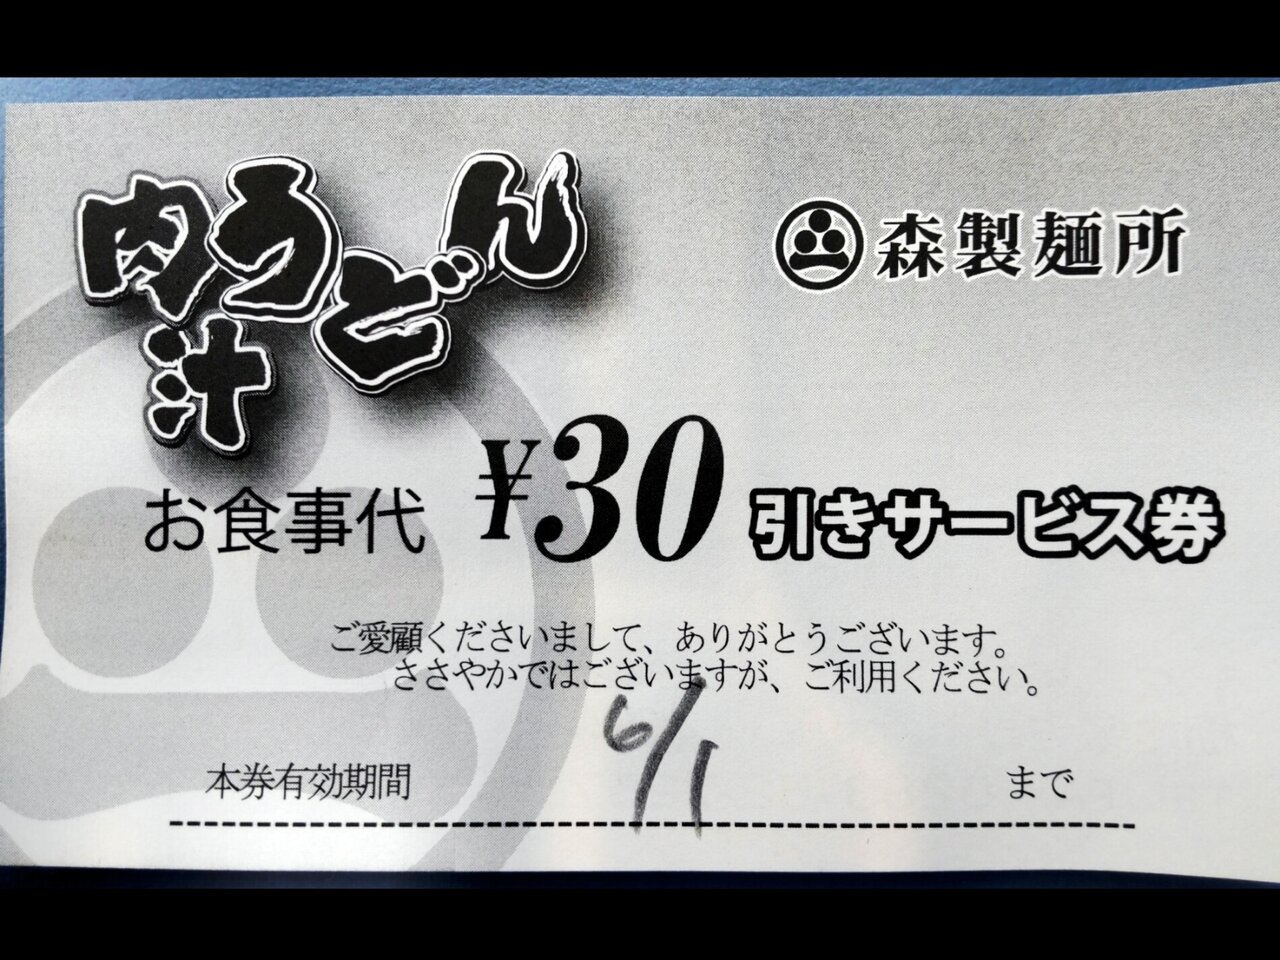 肉汁うどん
森製麺所
お食事代 ¥30 引きサービス券
ご愛顧くださいまして、ありがとうございます。
ささやかではございますが、ご利用ください。
本券有効期間 6/1 まで